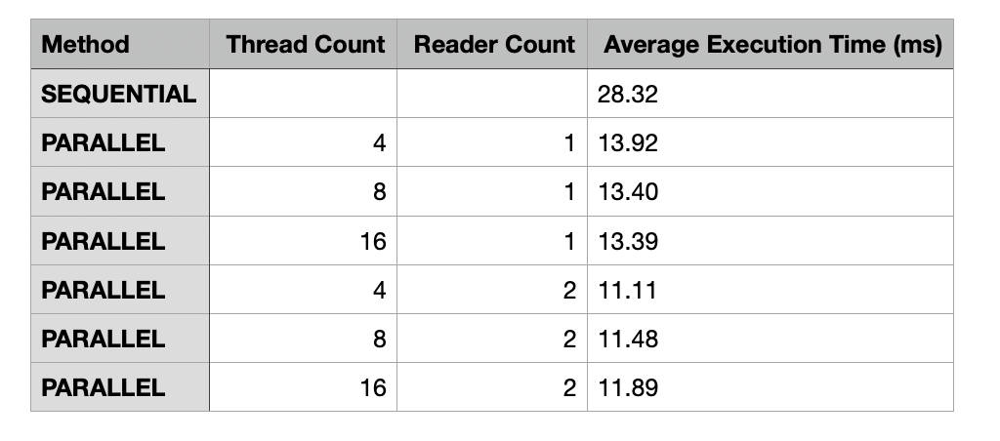 Method Thread Count Reader Count Average Execution Time (ms)
SEQUENTIAL 28.32
PARALLEL 4 1 13.92
PARALLEL 8 1 13.40
PARALLEL 16 1 13.39
PARALLEL 4 2 11.11
PARALLEL 8 2 11.48
PARALLEL 16 2 11.89